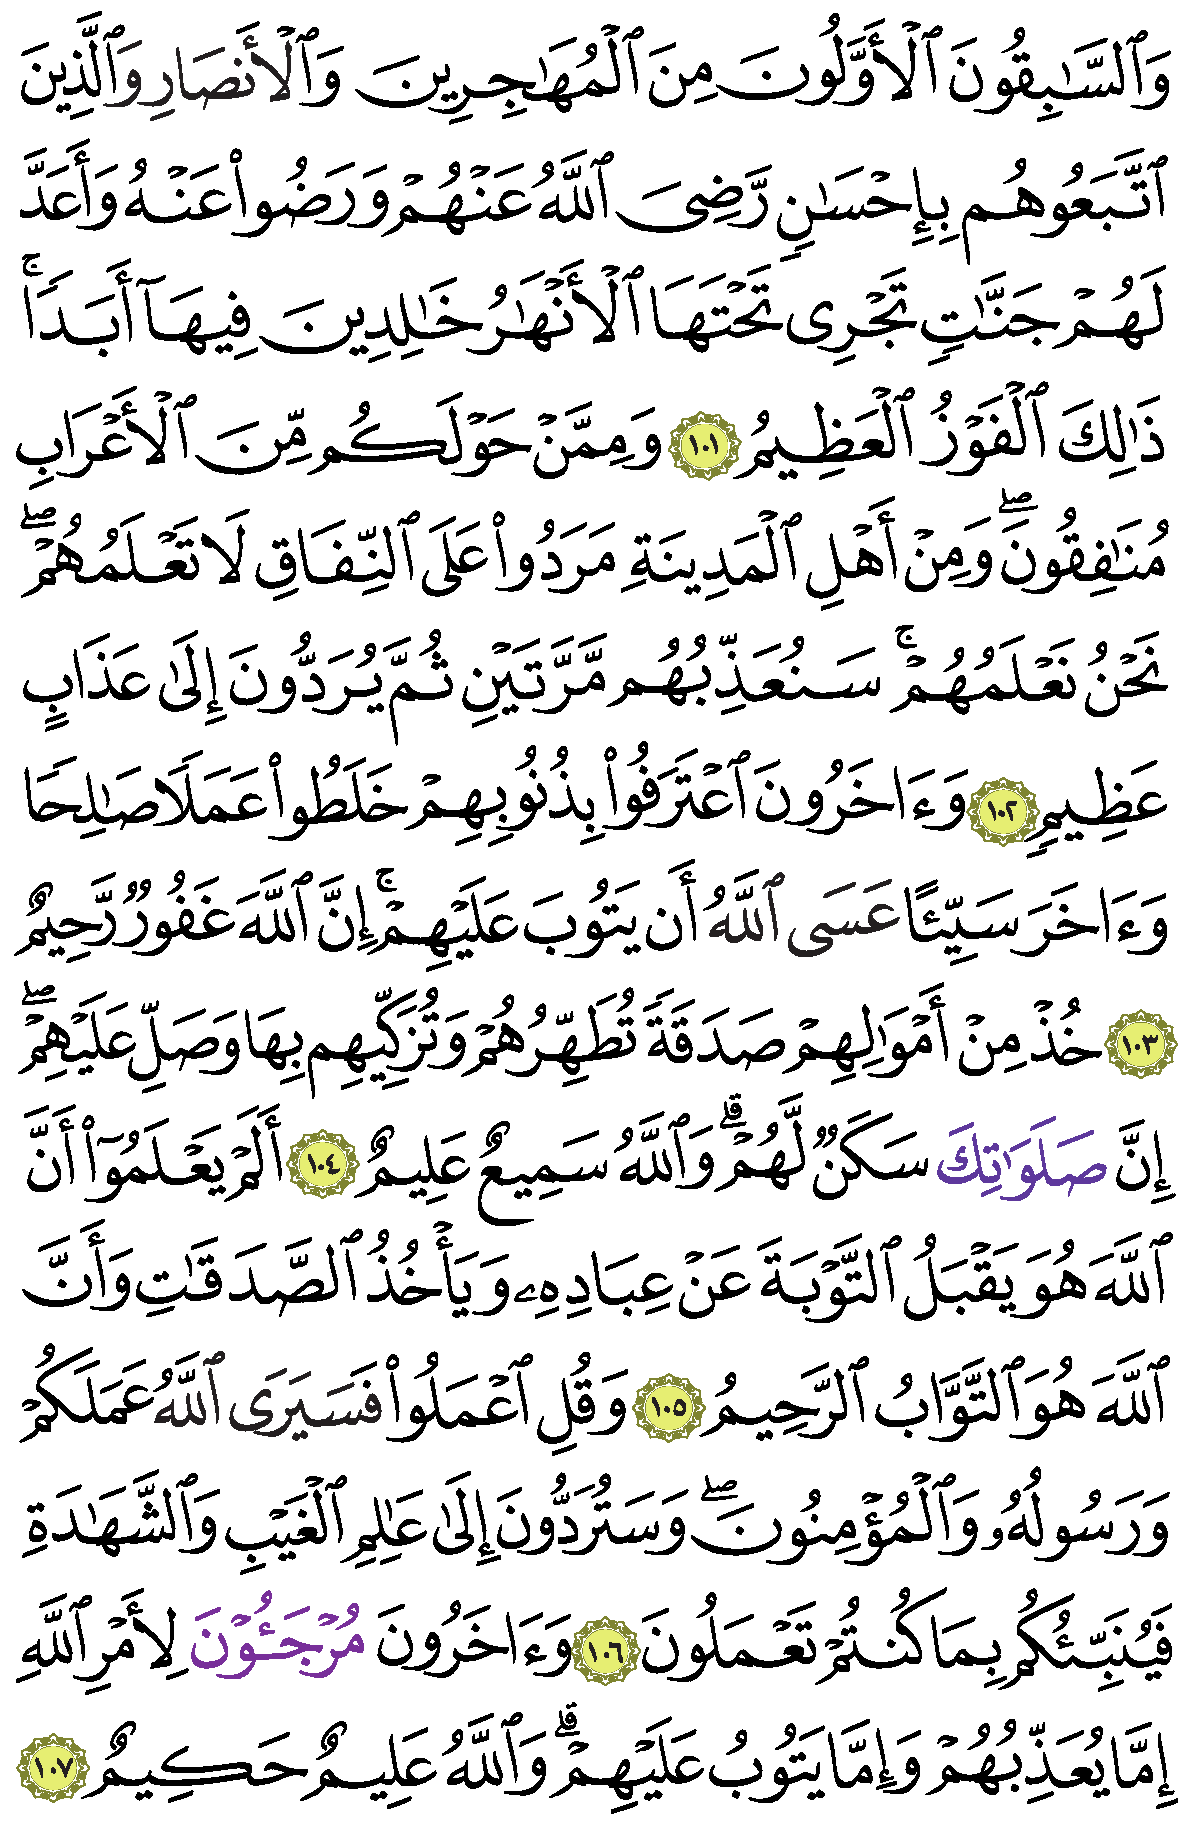 وَٱلسَّـٰبِقُونَ ٱلۡأَوَّلُونَ مِنَ ٱلۡمُهَـٰجِرِينَ وَٱلۡأَنصَارِ وَٱلَّذِينَ
ٱتَّبَعُوهُم بِإِحۡسَـٰنٖ رَّضِيَ ٱللَّهُ عَنۡهُمۡ وَرَضُواْ عَنۡهُ وَأَعَدَّ
لَهُمۡ جَنَّـٰتٖ تَجۡرِي تَحۡتَهَا ٱلۡأَنۡهَـٰرُ خَـٰلِدِينَ فِيهَآ أَبَدٗاۚ
ذَٰلِكَ ٱلۡفَوۡزُ ٱلۡعَظِيمُ ١٠١ وَمِمَّنۡ حَوۡلَكُم مِّنَ ٱلۡأَعۡرَابِ
مُنَـٰفِقُونَۖ وَمِنۡ أَهۡلِ ٱلۡمَدِينَةِ مَرَدُواْ عَلَى ٱلنِّفَاقِ لَا تَعۡلَمُهُمۡۖ
نَحۡنُ نَعۡلَمُهُمۡۚ سَنُعَذِّبُهُم مَّرَّتَيۡنِ ثُمَّ يُرَدُّونَ إِلَىٰ عَذَابٍ
عَظِيمٖ ١٠٢ وَءَاخَرُونَ ٱعۡتَرَفُواْ بِذُنُوبِهِمۡ خَلَطُواْ عَمَلٗا صَـٰلِحٗا
وَءَاخَرَ سَيِّئًا عَسَى ٱللَّهُ أَن يَتُوبَ عَلَيۡهِمۡۚ إِنَّ ٱللَّهَ غَفُورٞ رَّحِيمٌ
١٠٣ خُذۡ مِنۡ أَمۡوَٰلِهِمۡ صَدَقَةٗ تُطَهِّرُهُمۡ وَتُزَكِّيهِم بِهَا وَصَلِّ عَلَيۡهِمۡۖ
إِنَّ صَلَوَٰتِكَ سَكَنٞ لَّهُمۡۗ وَٱللَّهُ سَمِيعٌ عَلِيمٌ ١٠٤ أَلَمۡ يَعۡلَمُوٓاْ أَنَّ
ٱللَّهَ هُوَ يَقۡبَلُ ٱلتَّوۡبَةَ عَنۡ عِبَادِهِۦ وَيَأۡخُذُ ٱلصَّدَقَـٰتِ وَأَنَّ
ٱللَّهَ هُوَ ٱلتَّوَّابُ ٱلرَّحِيمُ ١٠٥ وَقُلِ ٱعۡمَلُواْ فَسَيَرَى ٱللَّهُ عَمَلَكُمۡ
وَرَسُولُهُۥ وَٱلۡمُؤۡمِنُونَۖ وَسَتُرَدُّونَ إِلَىٰ عَـٰلِمِ ٱلۡغَيۡبِ وَٱلشَّهَـٰدَةِ
فَيُنَبِّئُكُم بِمَا كُنتُمۡ تَعۡمَلُونَ ١٠٦ وَءَاخَرُونَ مُرۡجَـُٔوۡنَ لِأَمۡرِ ٱللَّهِ
إِمَّا يُعَذِّبُهُمۡ وَإِمَّا يَتُوبُ عَلَيۡهِمۡۗ وَٱللَّهُ عَلِيمٌ حَكِيمٌ ١٠٧